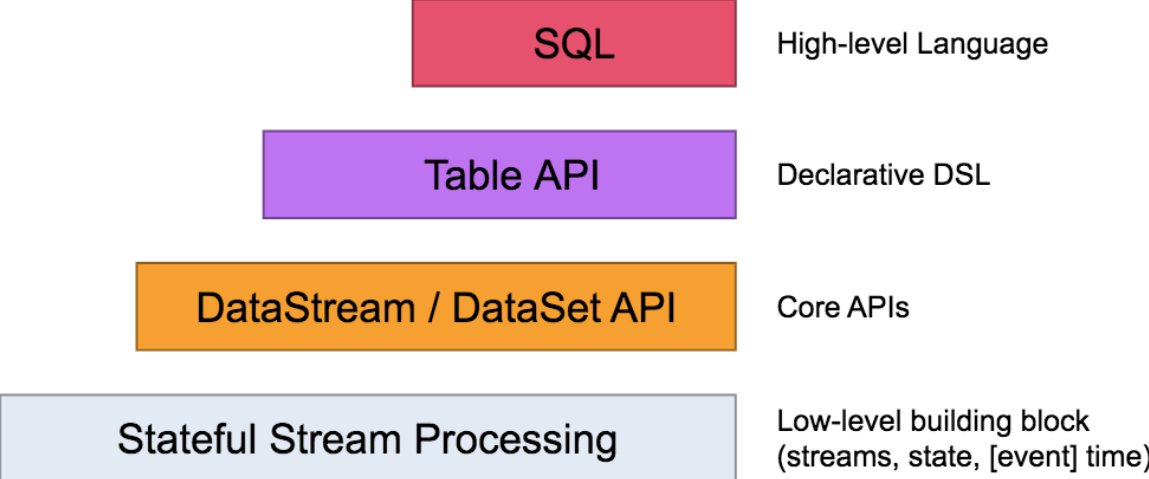 SQL
High-level Language
Table API
Declarative DSL
DataStream / DataSet API
Core APIs
Stateful Stream Processing
Low-level building block
(streams, state, [event] time)